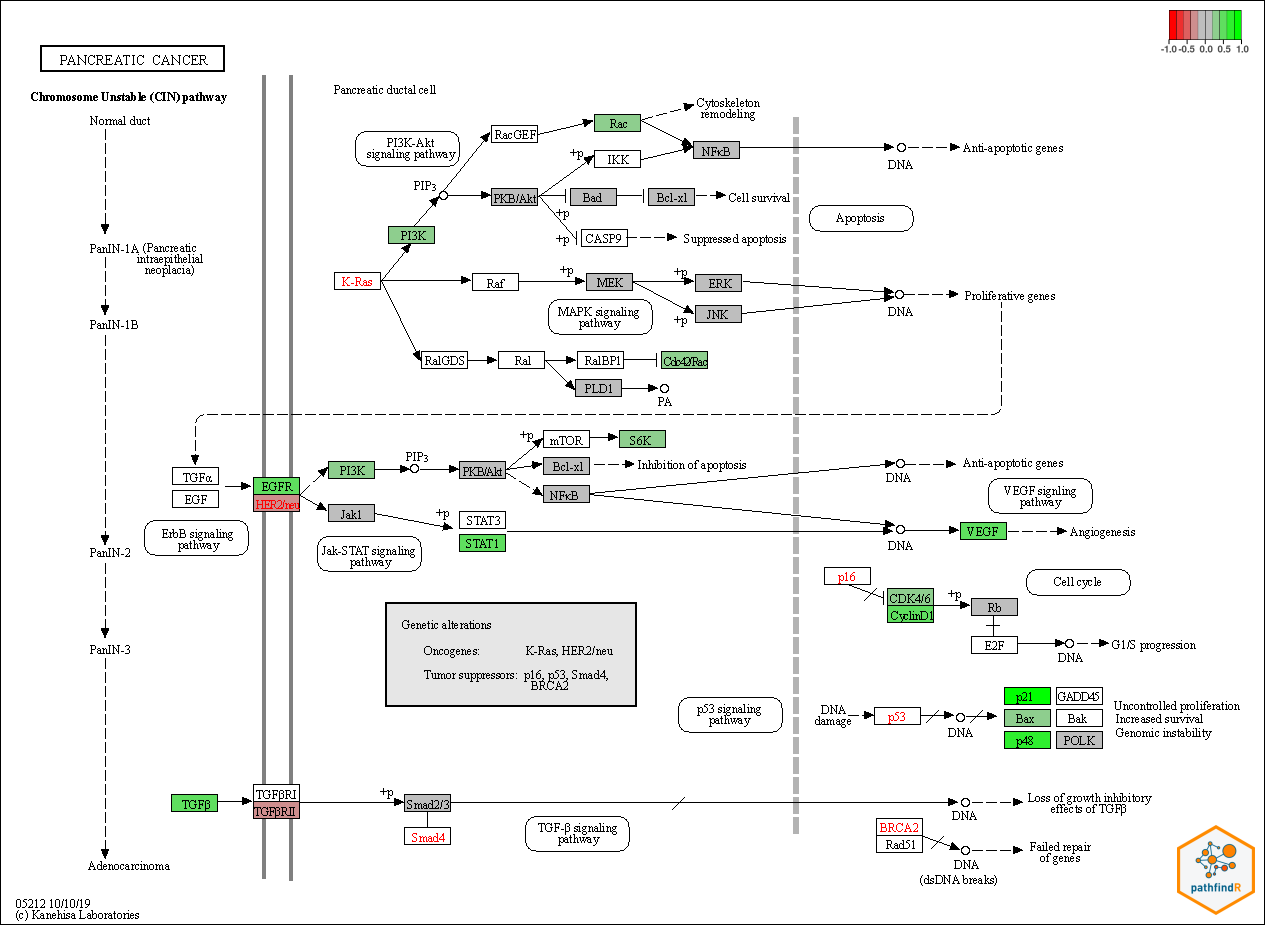 -1.0 -0.5 0.0 0.5 1.0
PANCREATIC CANCER
Chromosome Unstable (CIN) pathway
Pancreatic ductal cell
Normal duct
Cytoskeleton
remodeling
Rac
RacGEF
PI3K-Akt
signaling pathway
NFκB
Anti-apoptotic genes
+p
IKK
DNA
PIP3
PKB/Akt
Bad
Bcl-xl
Cell survival
+p
Apoptosis
PI3K
+p
CASP9
Suppressed apoptosis
PanIN-1A (Pancreatic
intraepithelial
neoplacia)
K-Ras
Raf
+p
MEK
+p
ERK
Proliferative genes
DNA
MAPK signaling
pathway
+p
JNK
PanIN-1B
RalGDS
Ral
RalBP1
Cdc42/Rac
PLD1
PA
+p
mTOR
S6K
TGFα
PI3K
PIP3
PKB/Akt
Bcl-xl
Inhibition of apoptosis
Anti-apoptotic genes
DNA
EGF
EGFR
HER2/neu
NFκB
VEGF signling
pathway
Jak1
+p
STAT3
STAT1
DNA
VEGF
Angiogenesis
ErbB signaling
pathway
Jak-STAT signaling
pathway
PanIN-2
p16
CDK4/6
CyclinD1
+p
Rb
Cell cycle
Genetic alterations
Oncogenes: K-Ras, HER2/neu
Tumor suppressors: p16, p53, Smad4,
BRCA2
E2F
DNA
G1/S progression
PanIN-3
p53 signaling
pathway
DNA
damage
p53
DNA
p21
GADD45
Bax
Bak
p48
POLK
Uncontrolled proliferation
Increased survival
Genomic instability
TGFβ
TGFβRI
TGFβRII
+p
Smad2/3
Smad4
TGF-β signaling
pathway
DNA
Loss of growth inhibitory
effects of TGFβ
BRCA2
Rad51
DNA
(dsDNA breaks)
Failed repair
of genes
Adenocarcinoma
pathfindR
05212 10/10/19
(c) Kanehisa Laboratories